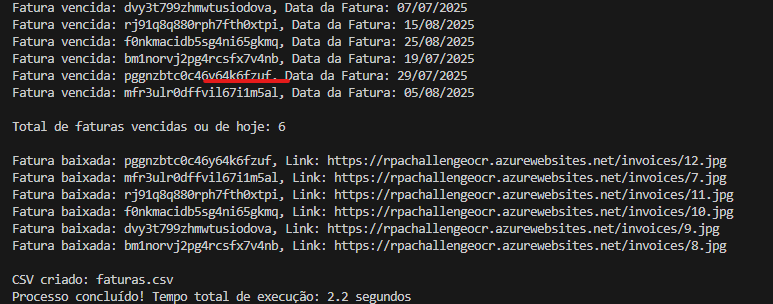 Fatura vencida: dvy3t799zhmwtusiodova, Data da Fatura: 07/07/2025
Fatura vencida: rj91q8q880rph7fth0xtpi, Data da Fatura: 15/08/2025
Fatura vencida: f0nkmacidb5sg4ni65gkmq, Data da Fatura: 25/08/2025
Fatura vencida: bm1norvj2pg4rcsfx7v4nb, Data da Fatura: 19/07/2025
Fatura vencida: pggnzbtc0c46y64k6fzuf, Data da Fatura: 29/07/2025
Fatura vencida: mfr3ulr0dffvil67i1m5al, Data da Fatura: 05/08/2025
Total de faturas vencidas ou de hoje: 6
Fatura baixada: pggnzbtc0c46y64k6fzuf, Link: https://rpachallengeocr.azurewebsites.net/invoices/12.jpg
Fatura baixada: mfr3ulr0dffvil67i1m5al, Link: https://rpachallengeocr.azurewebsites.net/invoices/7.jpg
Fatura baixada: rj91q8q880rph7fth0xtpi, Link: https://rpachallengeocr.azurewebsites.net/invoices/11.jpg
Fatura baixada: f0nkmacidb5sg4ni65gkmq, Link: https://rpachallengeocr.azurewebsites.net/invoices/10.jpg
Fatura baixada: dvy3t799zhmwtusiodova, Link: https://rpachallengeocr.azurewebsites.net/invoices/9.jpg
Fatura baixada: bm1norvj2pg4rcsfx7v4nb, Link: https://rpachallengeocr.azurewebsites.net/invoices/8.jpg
CSV criado: faturas.csv
Processo concluído! Tempo total de execução: 2.2 segundos